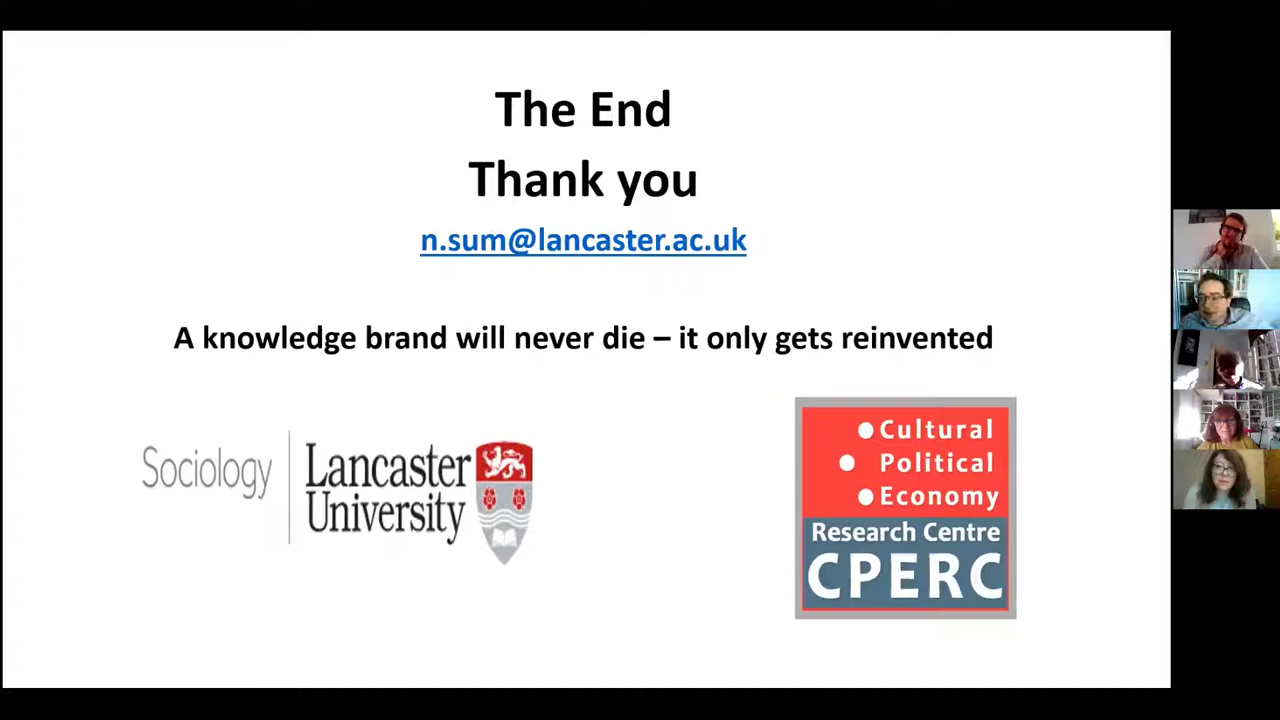 The End
Thank you
n.sum@lancaster.ac.uk
A knowledge brand will never die – it only gets reinvented
Sociology
Lancaster
University
Cultural
Political
Economy
Research Centre
CPERC